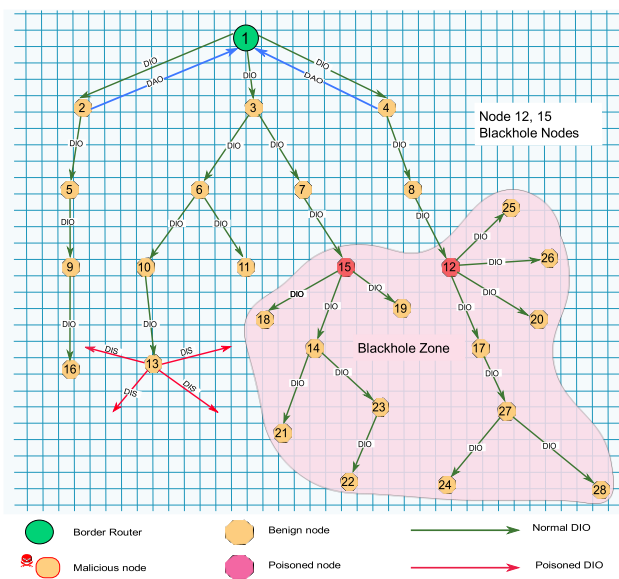 1
DIO
DIO
DIO
DAO
DAO
2
3
4
Node 12, 15
Blackhole Nodes
DIO
DIO
DIO
DIO
5
6
7
8
25
DIO
DIO
DIO
DIO
DIO
DIO
26
9
10
11
15
12
DIO
DIO
DIO
DIO
18
19
20
DIO
DIO
DIO
DIO
DIO
13
14
Blackhole Zone
17
16
DIS
DIS
DIS
DIS
DIO
DIO
DIO
23
27
21
DIO
DIO
DIO
22
24
28
Border Router
Benign node
Normal DIO
Malicious node
Poisoned node
Poisoned DIO